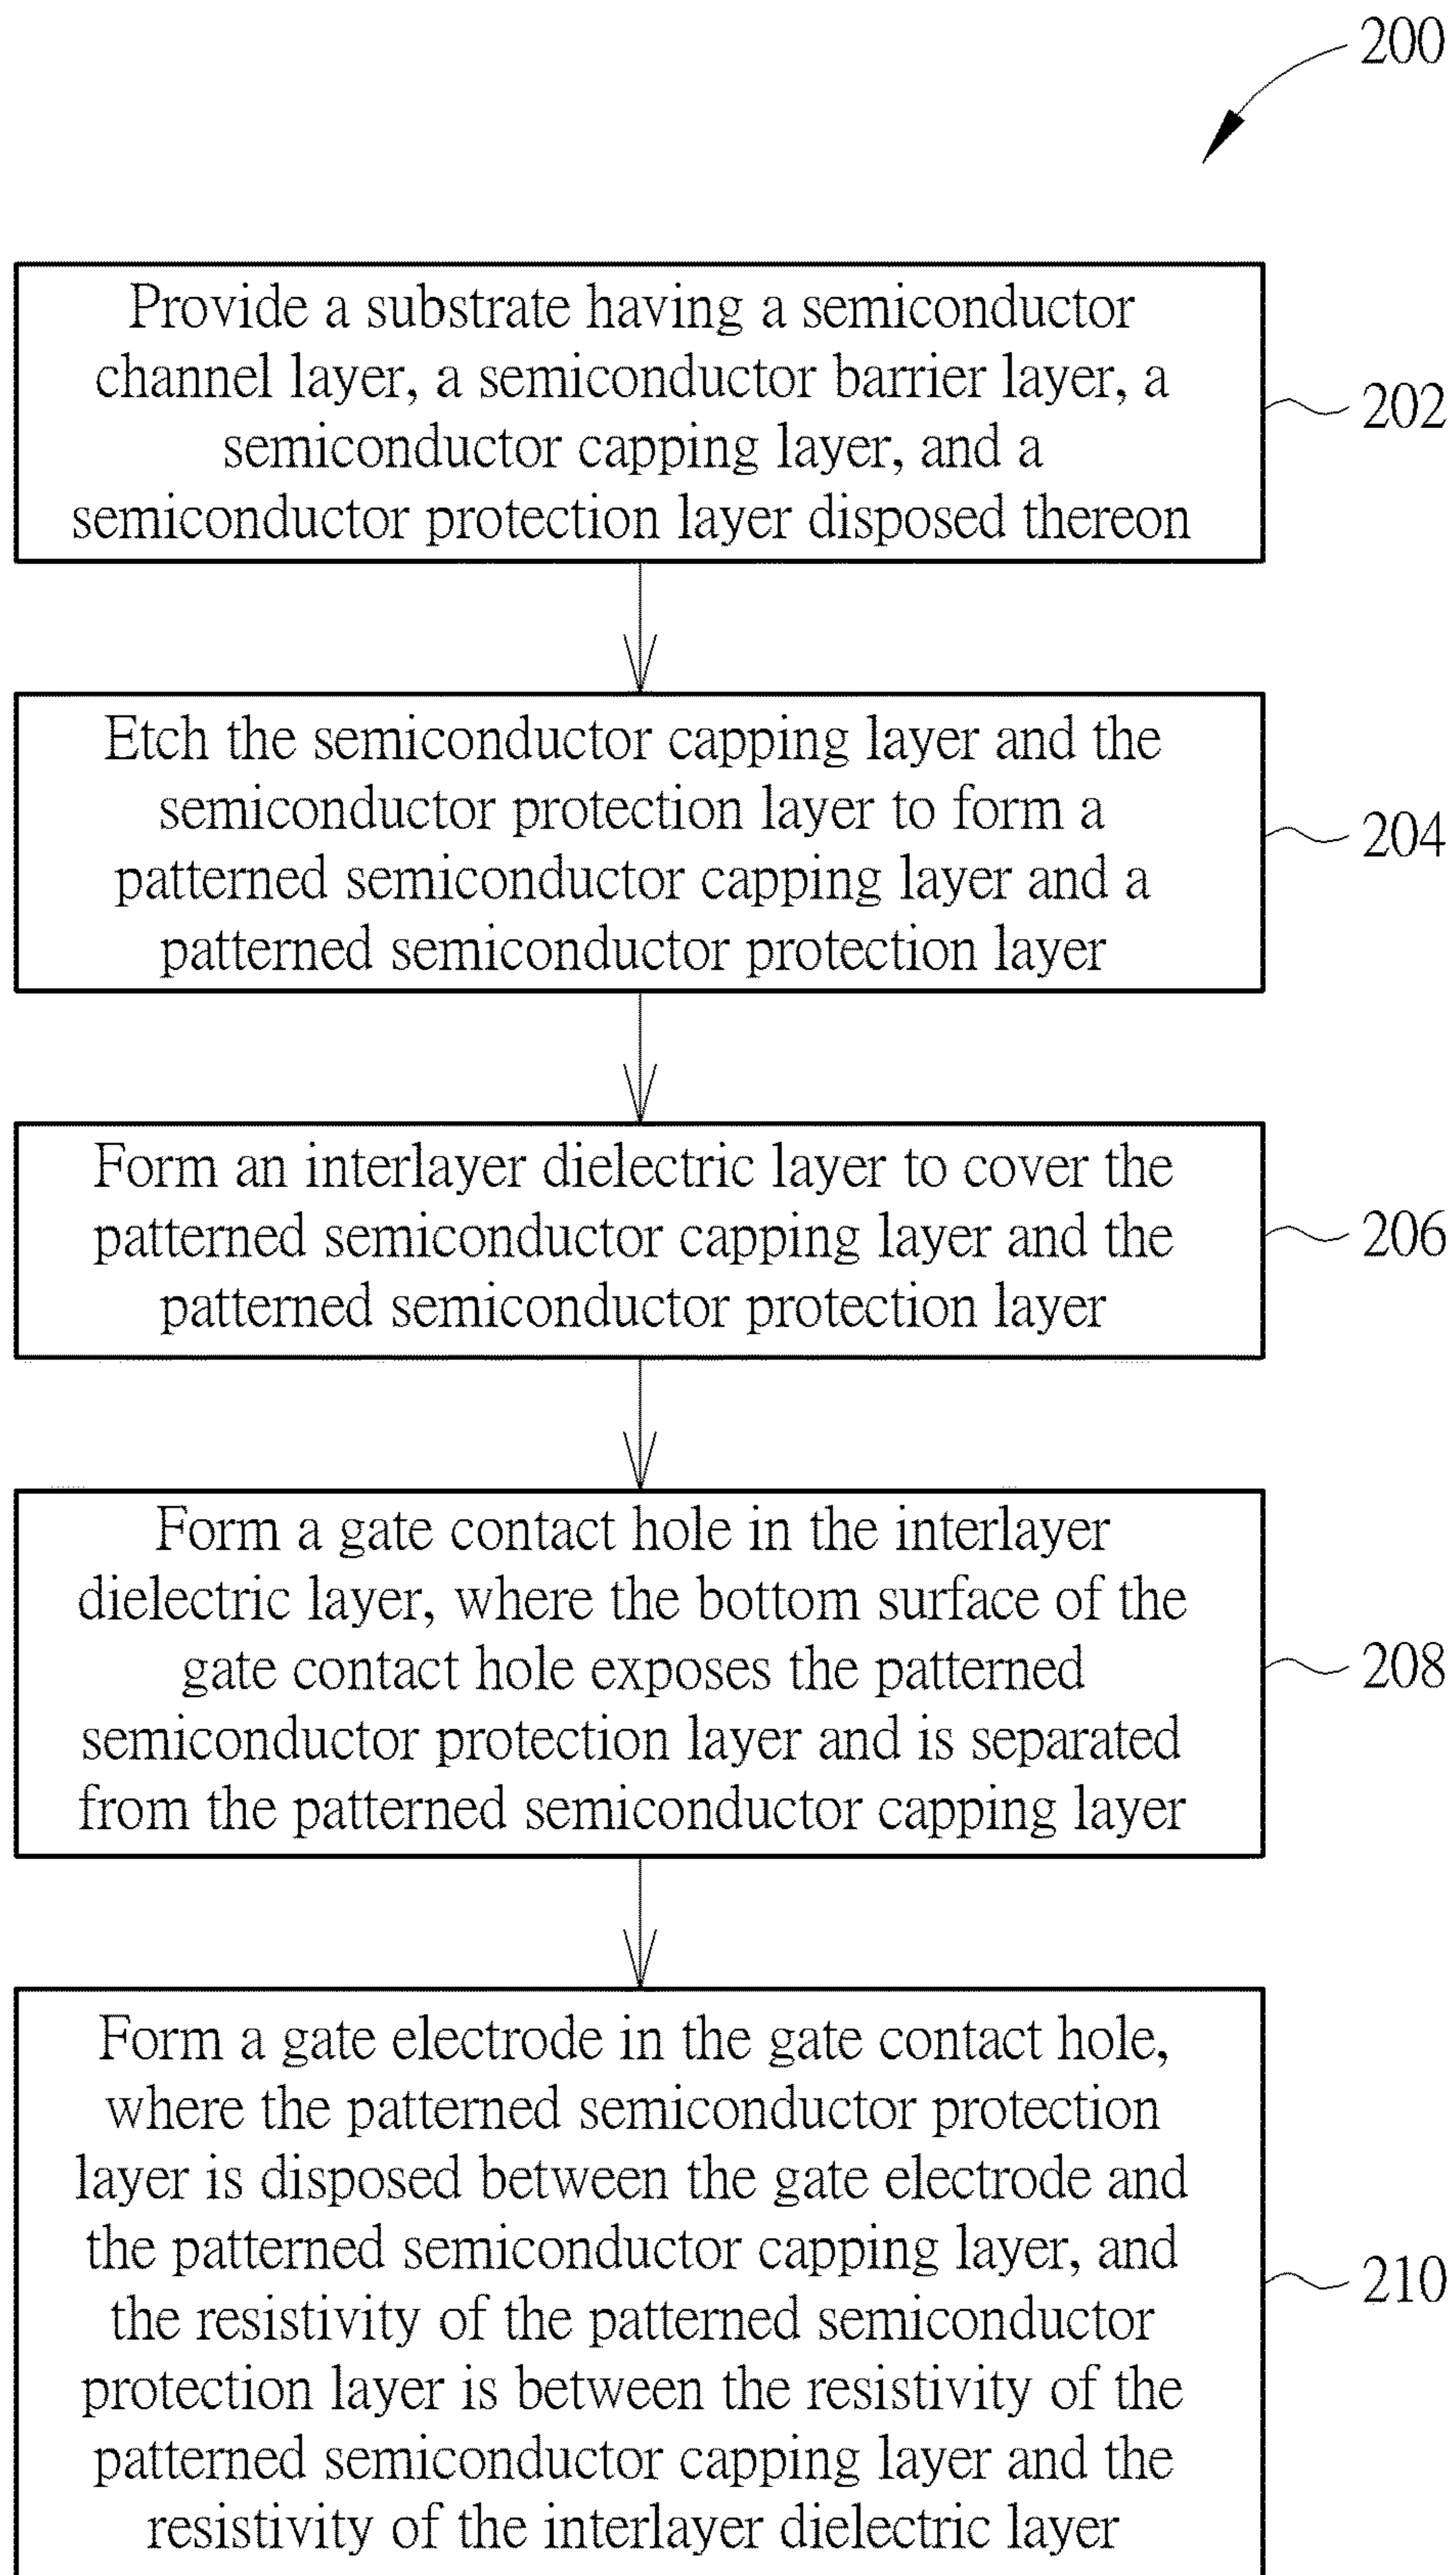 200
Provide a substrate having a semiconductor
channel layer, a semiconductor barrier layer, a
semiconductor capping layer, and a
semiconductor protection layer disposed thereon
202
Etch the semiconductor capping layer and the
semiconductor protection layer to form a
patterned semiconductor capping layer and a
patterned semiconductor protection layer
204
Form an interlayer dielectric layer to cover the
patterned semiconductor capping layer and the
patterned semiconductor protection layer
206
Form a gate contact hole in the interlayer
dielectric layer, where the bottom surface of the
gate contact hole exposes the patterned
semiconductor protection layer and is separated
from the patterned semiconductor capping layer
208
Form a gate electrode in the gate contact hole,
where the patterned semiconductor protection
layer is disposed between the gate electrode and
the patterned semiconductor capping layer, and
the resistivity of the patterned semiconductor
protection layer is between the resistivity of the
patterned semiconductor capping layer and the
resistivity of the interlayer dielectric layer
210